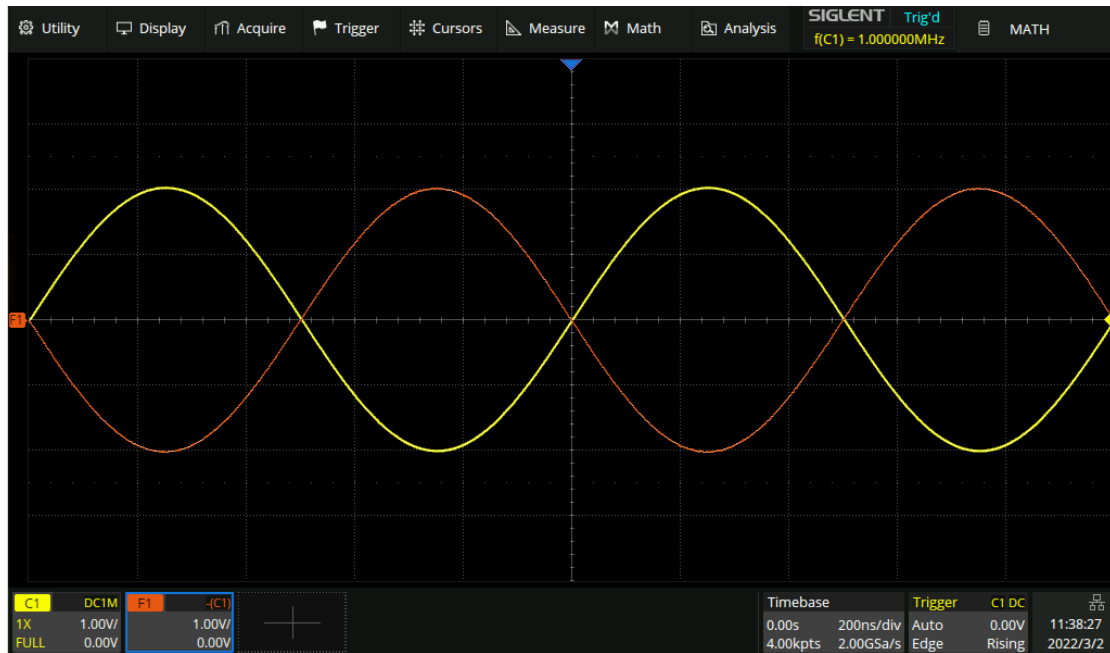 Utility Display Acquire Trigger Cursors Measure Math Analysis
SIGLENT Trig'd
f(C1) = 1.000000MHz
MATH
F1
C1 DC1M
1X 1.00V/
FULL 0.00V
F1 -(C1)
1.00V/
0.00V
Timebase
0.00s 200ns/div
4.00kpts 2.00GSa/s
Trigger C1 DC
Auto 0.00V
Edge Rising
11:38:27
2022/3/2